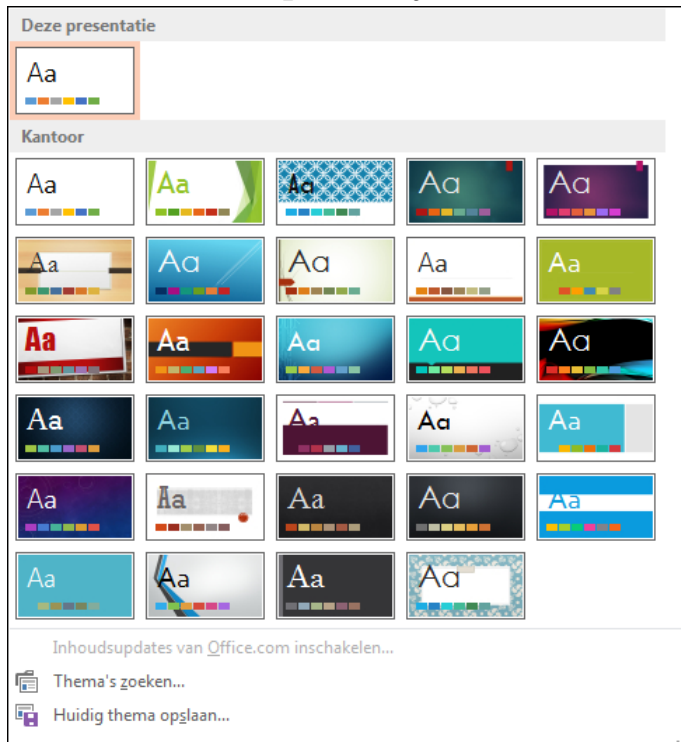 Deze presentatie
Aa
Kantoor
Aa Aa Aa Aa Aa
Aa Aa Aa Aa Aa
Aa Aa Aa Aa Aa
Aa Aa Aa Aa Aa
Aa Aa Aa Aa Aa
Aa Aa Aa Aa
Inhoudsupdates van Office.com inschakelen...
Thema's zoeken...
Huidig thema opslaan...